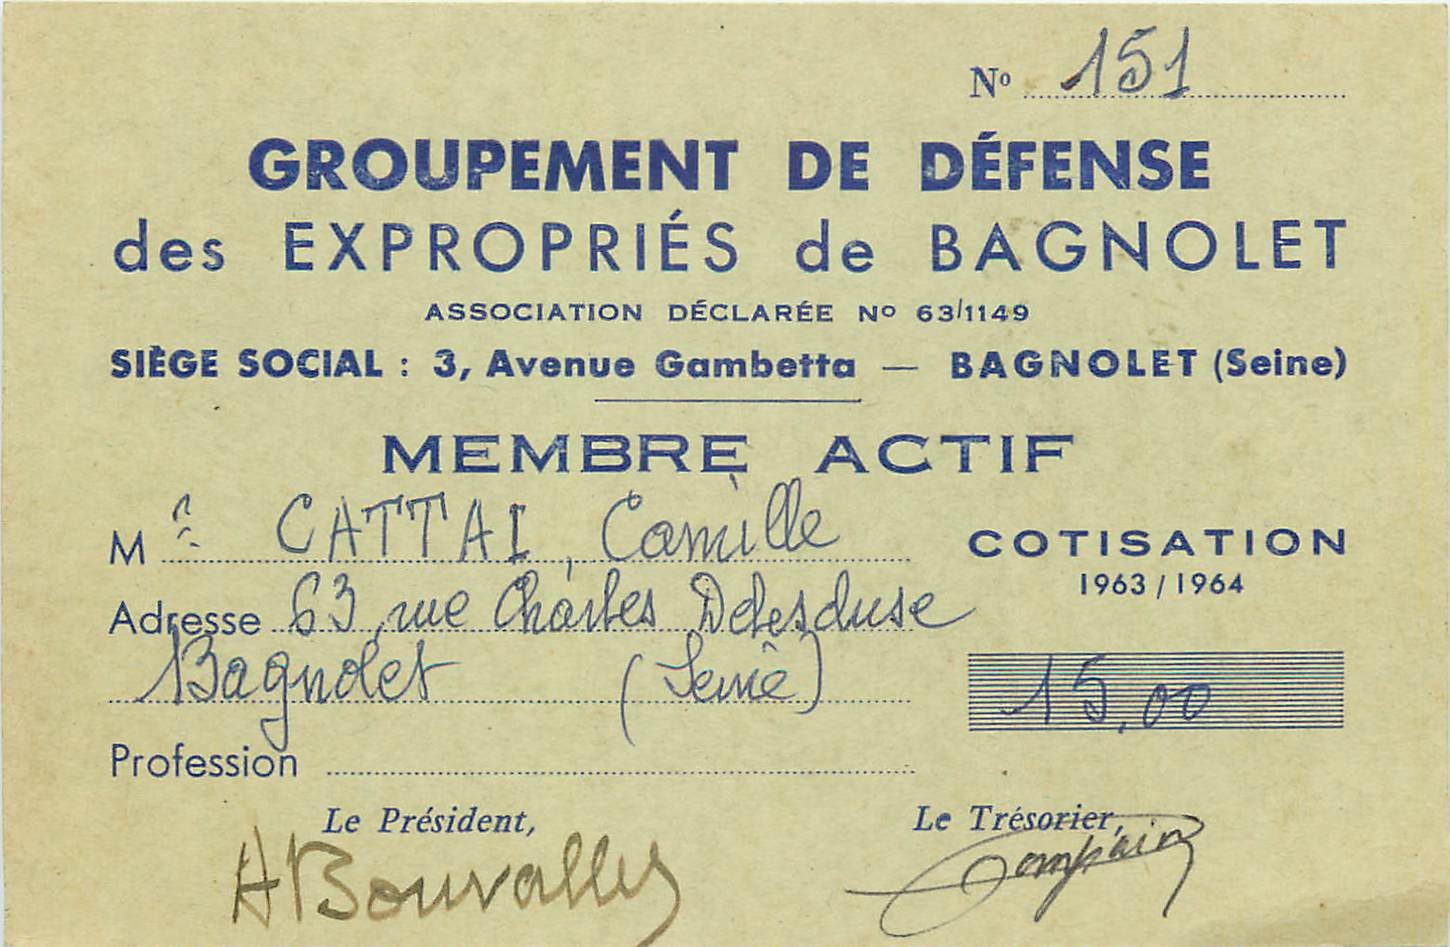 N° 151
GROUPEMENT DE DÉFENSE
des EXPROPRIÉS de BAGNOLET
ASSOCIATION DÉCLARÉE N° 63/1149
SIÈGE SOCIAL : 3, Avenue Gambetta — BAGNOLET (Seine)
MEMBRE ACTIF
M CATTAI, Camille
COTISATION
1963 / 1964
Adresse 63, rue Charles Delescluse
Bagnolet (Seine)
15,00
Profession
Le Président,
Le Trésorier,